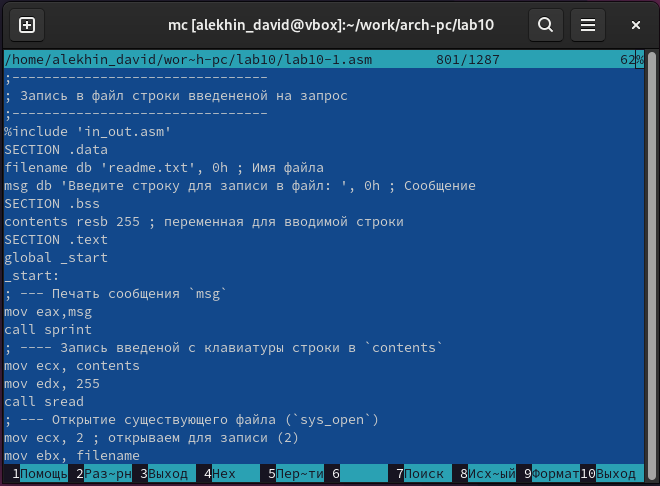 mc [alekhin_david@vbox]:~/work/arch-pc/lab10
/home/alekhin_david/wor~h-pc/lab10/lab10-1.asm 801/1287 62%
;--------------------------------
; Запись в файл строки введененой на запрос
;--------------------------------
%include 'in_out.asm'
SECTION .data
filename db 'readme.txt', 0h ; Имя файла
msg db 'Введите строку для записи в файл: ', 0h ; Сообщение
SECTION .bss
contents resb 255 ; переменная для вводимой строки
SECTION .text
global _start
_start:
; --- Печать сообщения `msg`
mov eax,msg
call sprint
; ---- Запись введеной с клавиатуры строки в `contents`
mov ecx, contents
mov edx, 255
call sread
; --- Открытие существующего файла (`sys_open`)
mov ecx, 2 ; открываем для записи (2)
mov ebx, filename
1Помощь 2Раз~рн 3Выход 4Hex 5Пер~ти 6 7Поиск 8Исх~ый 9Формат 10Выход